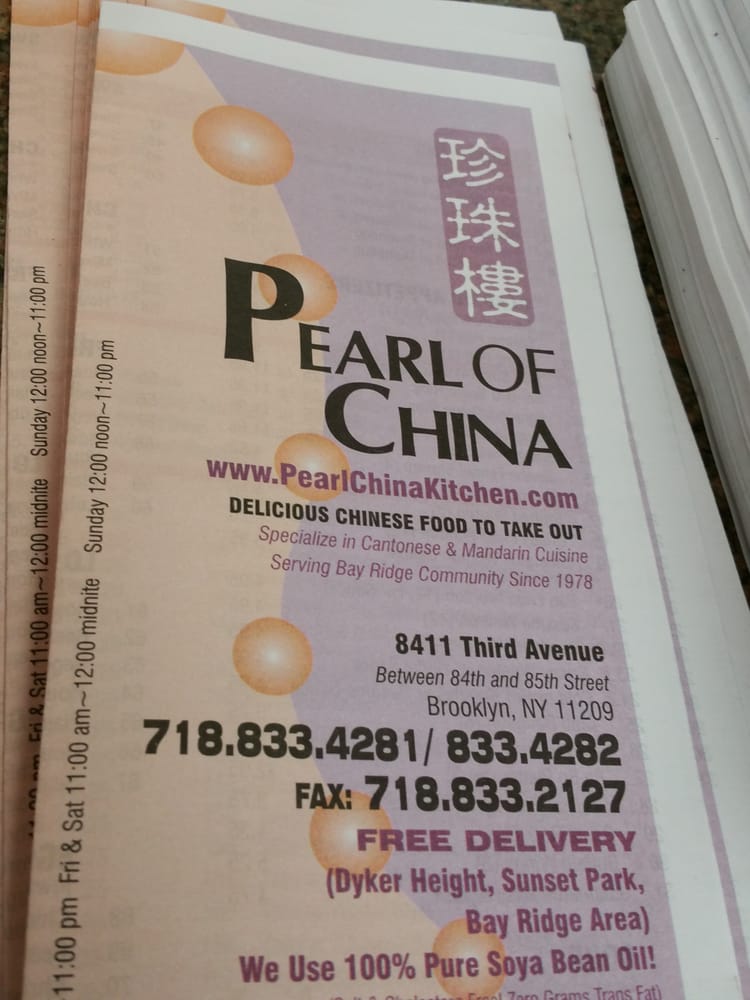 珍珠樓
PEARL OF
CHINA
www.PearlChinaKitchen.com
DELICIOUS CHINESE FOOD TO TAKE OUT
Specialize in Cantonese & Mandarin Cuisine
Serving Bay Ridge Community Since 1978
8411 Third Avenue
Between 84th and 85th Street
Brooklyn, NY 11209
718.833.4281/ 833.4282
FAX: 718.833.2127
FREE DELIVERY
(Dyker Height, Sunset Park,
Bay Ridge Area)
We Use 100% Pure Soya Bean Oil!
Zero Grams Trans Fat)
11:00 pm Fri & Sat 11:00 am~12:00 midnite Sunday 12:00 noon~11:00 pm
pm Fri & Sat 11:00 am~12:00 midnite Sunday 12:00 noon~11:00 pm